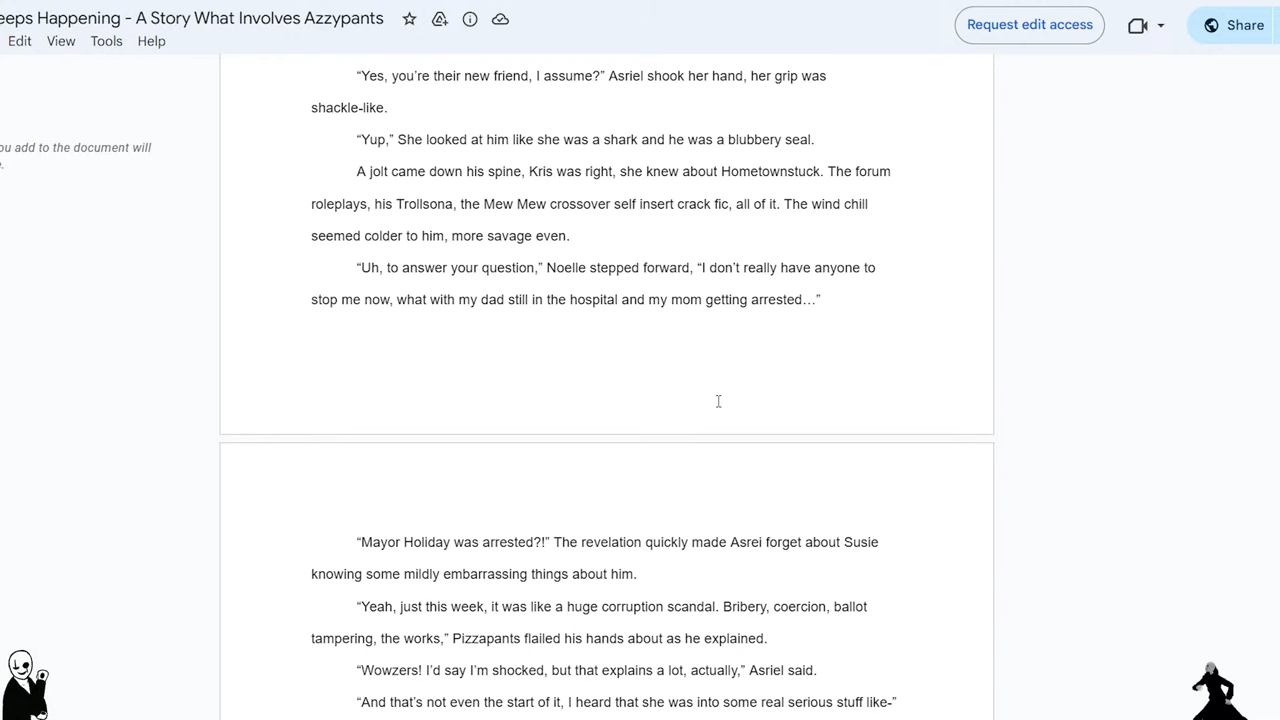 eeps Happening - A Story What Involves Azzypants
Request edit access
Share
Edit View Tools Help
“Yes, you’re their new friend, I assume?” Asriel shook her hand, her grip was
shackle-like.
“Yup,” She looked at him like she was a shark and he was a blubbery seal.
ou add to the document will
e.
A jolt came down his spine, Kris was right, she knew about Hometownstuck. The forum
roleplays, his Trollsona, the Mew Mew crossover self insert crack fic, all of it. The wind chill
seemed colder to him, more savage even.
“Uh, to answer your question,” Noelle stepped forward, “I don’t really have anyone to
stop me now, what with my dad still in the hospital and my mom getting arrested…”
“Mayor Holiday was arrested?!” The revelation quickly made Asrei forget about Susie
knowing some mildly embarrassing things about him.
“Yeah, just this week, it was like a huge corruption scandal. Bribery, coercion, ballot
tampering, the works,” Pizzapants flailed his hands about as he explained.
“Wowzers! I’d say I’m shocked, but that explains a lot, actually,” Asriel said.
“And that’s not even the start of it, I heard that she was into some real serious stuff like-”